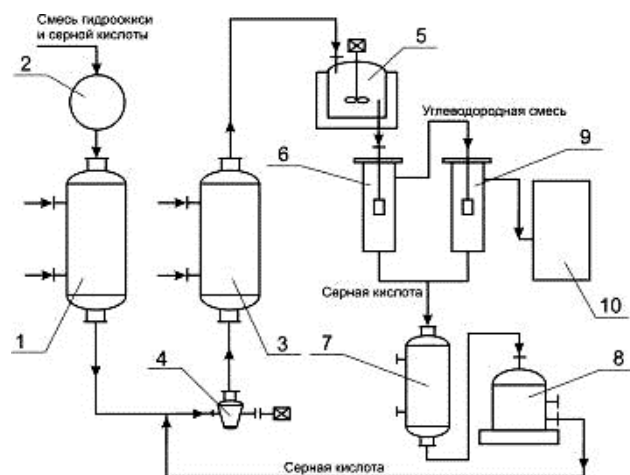 Смесь гидроокиси
и серной кислоты
2
5
Углеводородная смесь
6
9
Серная кислота
10
1
3
7
4
8
Серная кислота